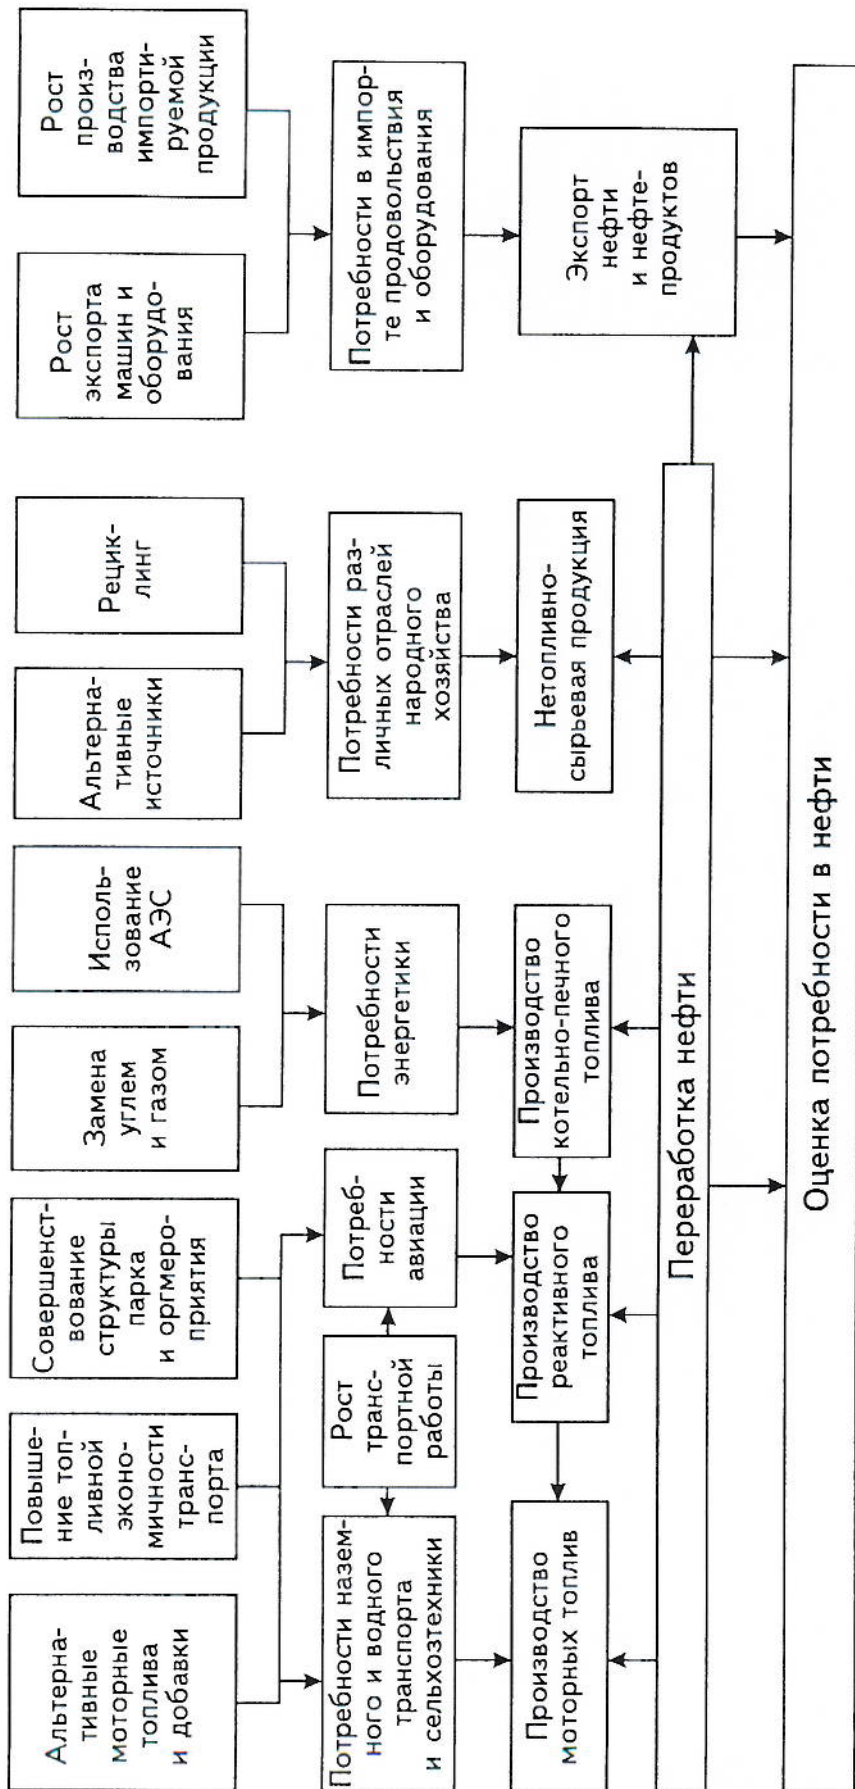 Альтерна-
тивные
моторные
топлива
и добавки
Повыше-
ние топ-
ливной
эконо-
мичности
транс-
порта
Совершенст-
вование
структуры
парка
и оргмеро-
приятия
Замена
углем
и газом
Исполь-
зование
АЭС
Альтерна-
тивные
источники
Рецик-
линг
Рост
экспорта
машин и
оборудо-
вания
Рост
произ-
водства
импорти-
руемой
продукции
Потребности назем-
ного и водного
транспорта
и сельхозтехники
Рост
транс-
портной
работы
Потреб-
ности
авиации
Потребности
энергетики
Потребности раз-
личных отраслей
народного
хозяйства
Потребности в импор-
те продовольствия
и оборудования
Производство
моторных топлив
Производство
реактивного
топлива
Производство
котельно-печного
топлива
Нетопливно-
сырьевая продукция
Экспорт
нефти
и нефте-
продуктов
Переработка нефти
Оценка потребности в нефти